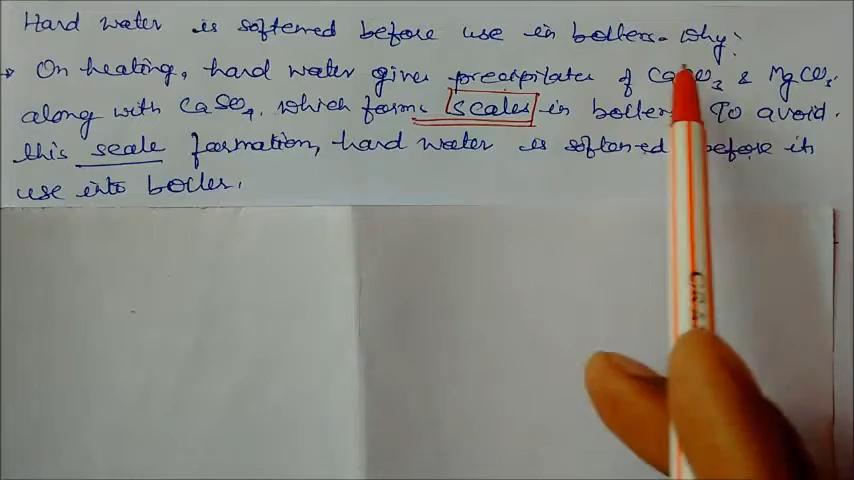 Hard water is softened before use in boilers. Why?
→ On heating, hard water gives precipitates of CaCO3 & MgCO3.
along with CaSO4, which forms scales in boilers To avoid.
this scale formation, hard water is softened before its
use into boiler.